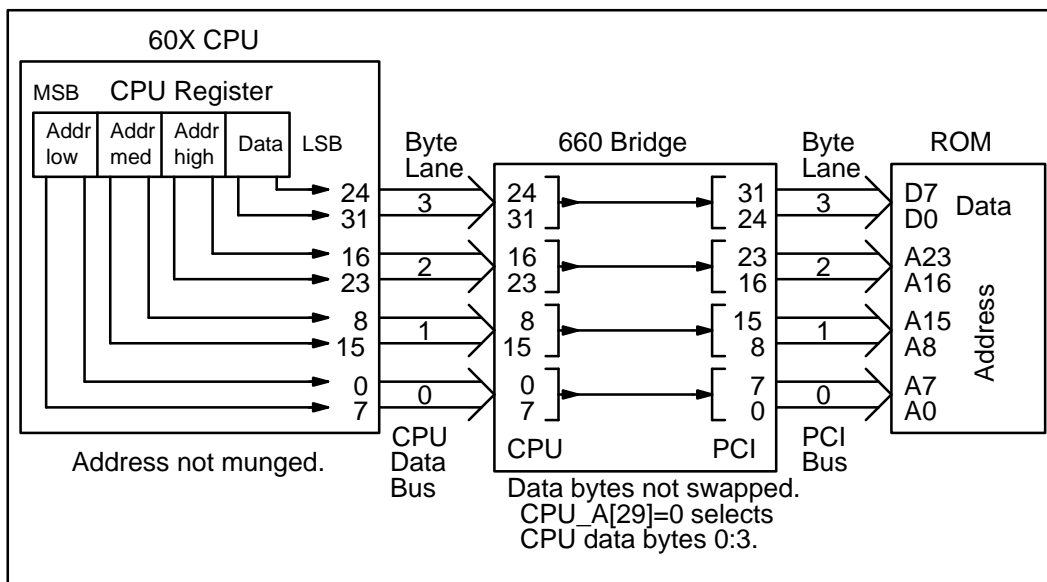 60X CPU
MSB CPU Register
Addr low Addr med Addr high Data LSB
24
31
16
23
8
15
0
7
Byte Lane
3
2
1
0
CPU Data Bus
Address not munged.
660 Bridge
24 31
31 24
16 23
23 16
8 15
15 8
0 7
7 0
CPU PCI
Data bytes not swapped.
CPU_A[29]=0 selects
CPU data bytes 0:3.
Byte Lane
3
2
1
0
PCI Bus
ROM
D7
D0 Data
A23
A16
A15
A8
A7
A0
Address